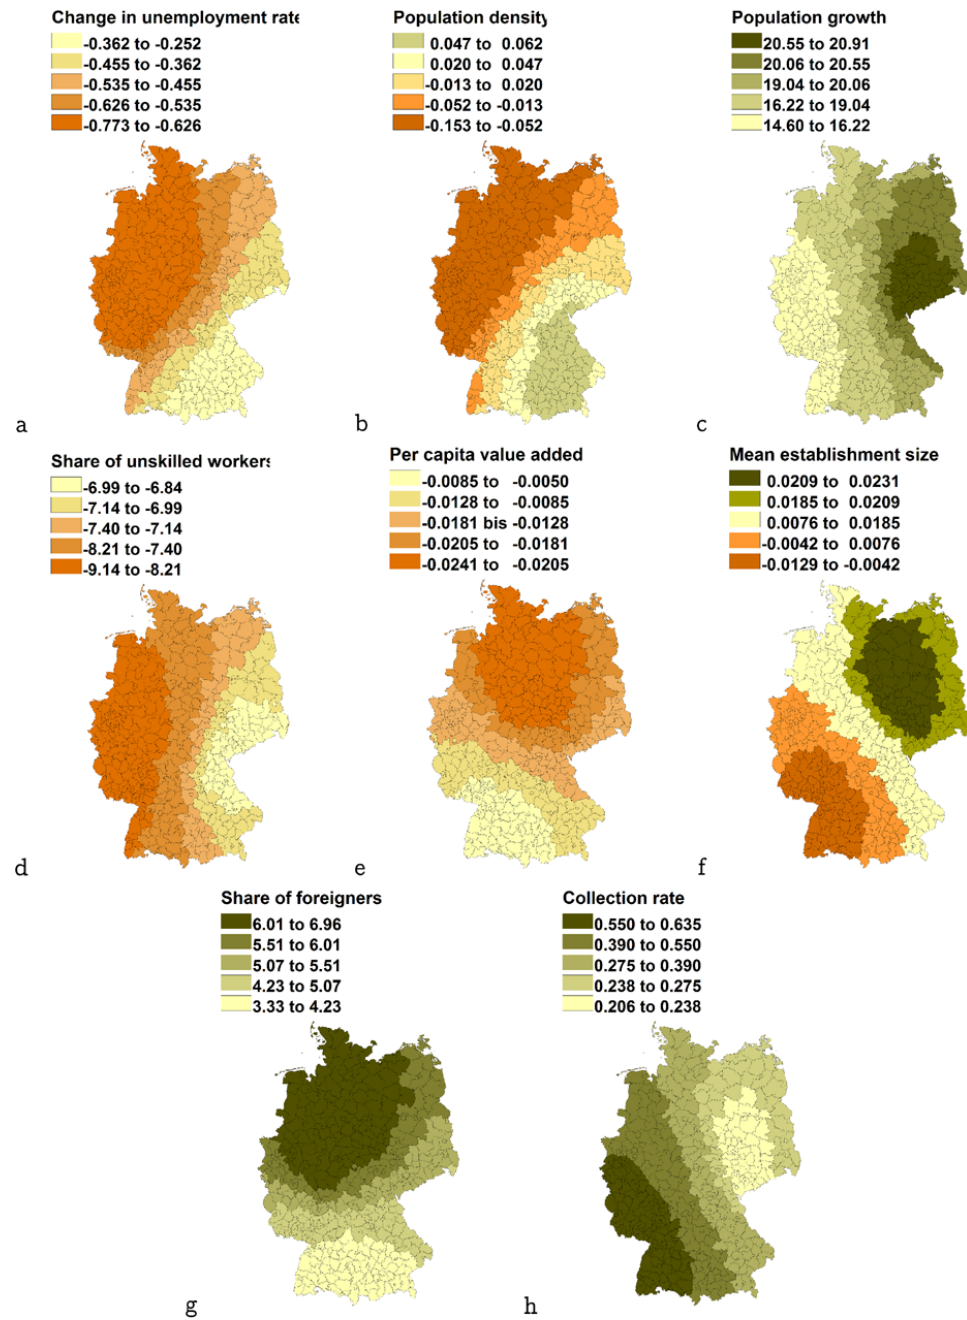 Change in unemployment rate
-0.362 to -0.252
-0.455 to -0.362
-0.535 to -0.455
-0.626 to -0.535
-0.773 to -0.626
a
Population density
0.047 to 0.062
0.020 to 0.047
-0.013 to 0.020
-0.052 to -0.013
-0.153 to -0.052
b
Population growth
20.55 to 20.91
20.06 to 20.55
19.04 to 20.06
16.22 to 19.04
14.60 to 16.22
c
Share of unskilled workers
-6.99 to -6.84
-7.14 to -6.99
-7.40 to -7.14
-8.21 to -7.40
-9.14 to -8.21
d
Per capita value added
-0.0085 to -0.0050
-0.0128 to -0.0085
-0.0181 bis -0.0128
-0.0205 to -0.0181
-0.0241 to -0.0205
e
Mean establishment size
0.0209 to 0.0231
0.0185 to 0.0209
0.0076 to 0.0185
-0.0042 to 0.0076
-0.0129 to -0.0042
f
Share of foreigners
6.01 to 6.96
5.51 to 6.01
5.07 to 5.51
4.23 to 5.07
3.33 to 4.23
g
Collection rate
0.550 to 0.635
0.390 to 0.550
0.275 to 0.390
0.238 to 0.275
0.206 to 0.238
h